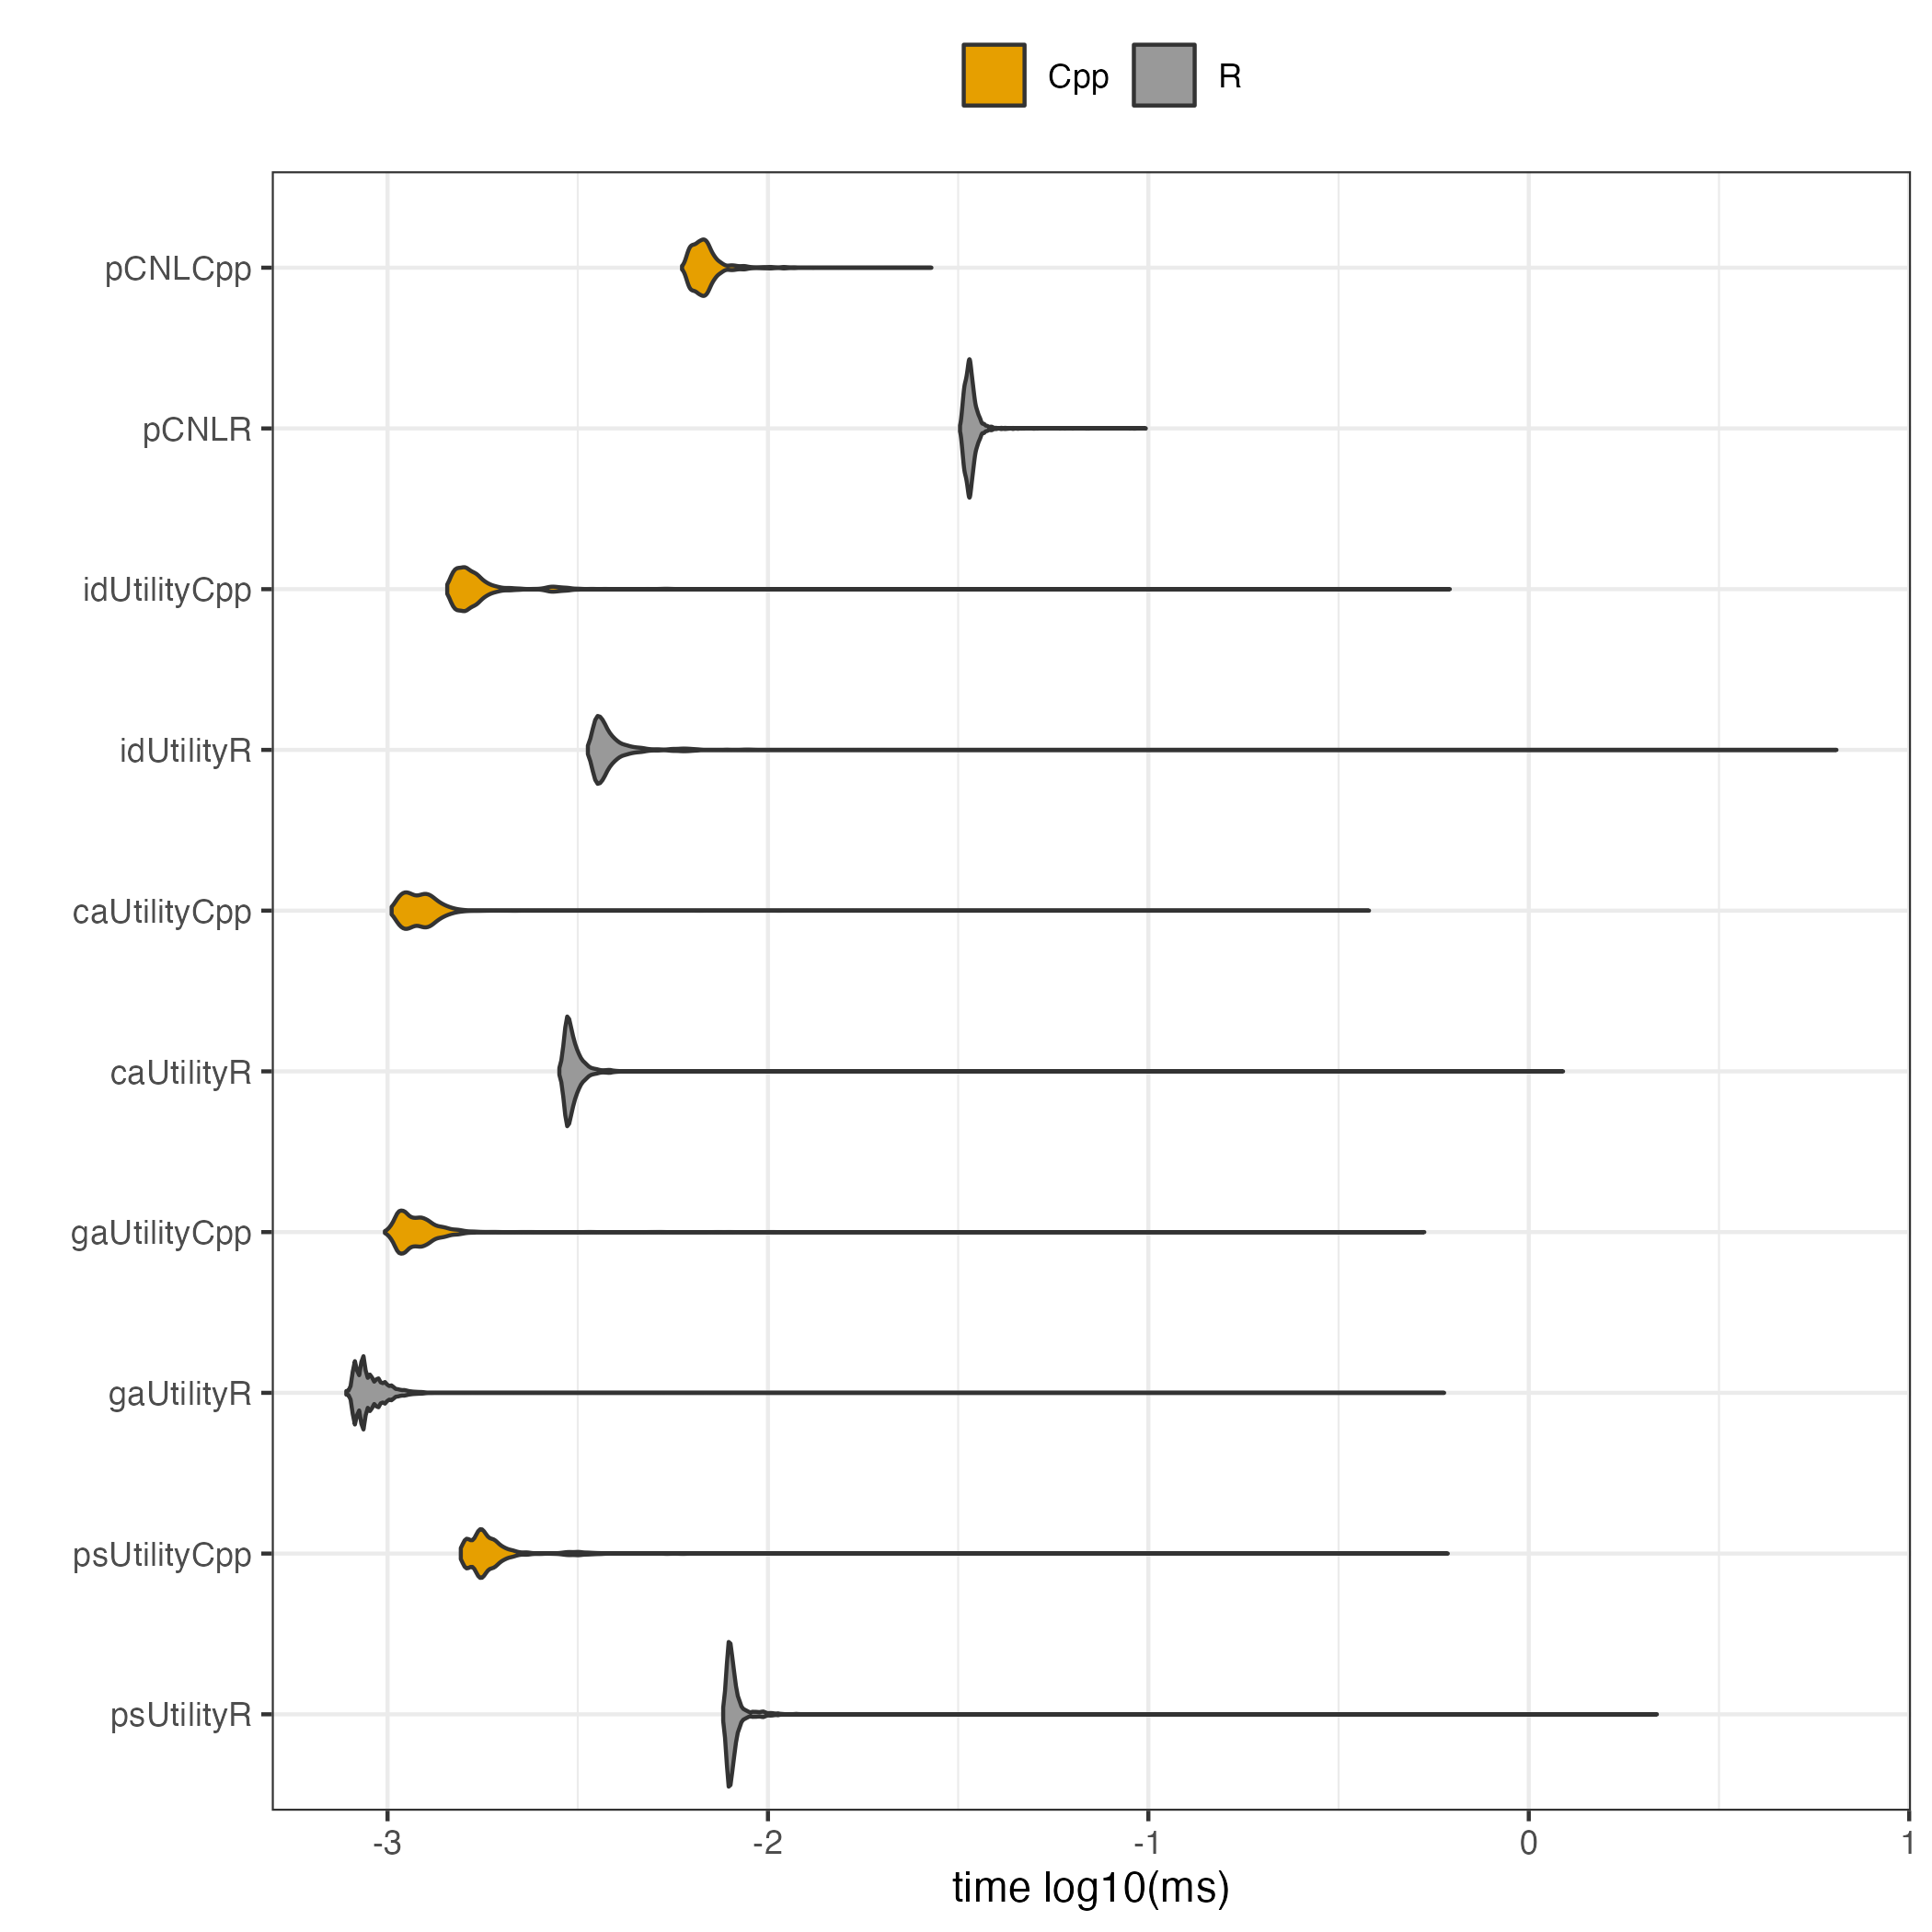 Cpp R
pCNLCpp
pCNLR
idUtilityCpp
idUtilityR
caUtilityCpp
caUtilityR
gaUtilityCpp
gaUtilityR
psUtilityCpp
psUtilityR
-3 -2 -1 0 1
time log10(ms)